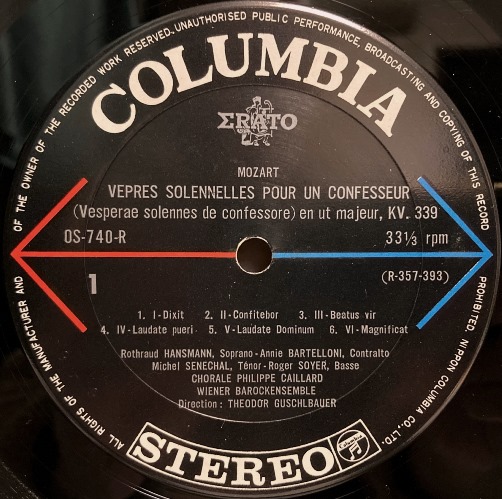 ALL RIGHTS OF THE MANUFACTURER AND OF THE OWNER OF THE RECORDED WORK RESERVED-UNAUTHORISED PUBLIC PERFORMANCE, BROADCASTING AND COPYING OF THIS RECORD PROHIBITED. NIPPON COLUMBIA CO., LTD.
COLUMBIA
ΣRATO
MOZART
VEPRES SOLENNELLES POUR UN CONFESSEUR
(Vesperae solennes de confessore) en ut majeur, KV. 339
OS-740-R 33⅓ rpm
1 (R-357-393)
1. I-Dixit 2. II-Confitebor 3. III-Beatus vir
4. IV-Laudate pueri 5. V-Laudate Dominum 6. VI-Magnificat
Rothraud HANSMANN, Soprano-Annie BARTELLONI, Contralto
Michel SENECHAL, Ténor-Roger SOYER, Basse
CHORALE PHILIPPE CAILLARD
WIENER BAROCKENSEMBLE
Direction: THEODOR GUSCHLBAUER
STEREO